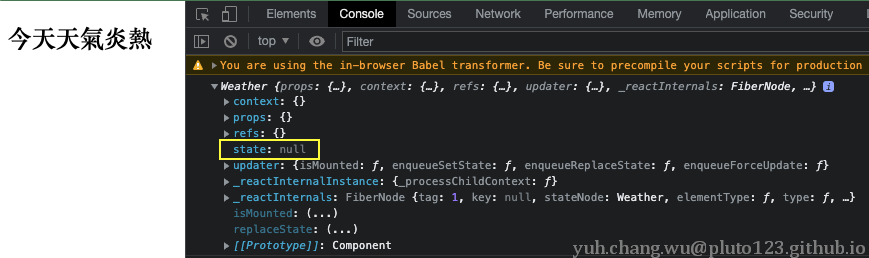 今天天氣炎熱
Elements Console Sources Network Performance Memory Application Security
top Filter
You are using the in-browser Babel transformer. Be sure to precompile your scripts for production
Weather {props: {…}, context: {…}, refs: {…}, updater: {…}, _reactInternals: FiberNode, …} i
context: {}
props: {}
refs: {}
state: null
updater: {isMounted: ƒ, enqueueSetState: ƒ, enqueueReplaceState: ƒ, enqueueForceUpdate: ƒ}
_reactInternalInstance: {_processChildContext: ƒ}
_reactInternals: FiberNode {tag: 1, key: null, stateNode: Weather, elementType: ƒ, type: ƒ, …}
isMounted: (...)
replaceState: (...)
[[Prototype]]: Component
yuh.chang.wu@pluto123.github.io